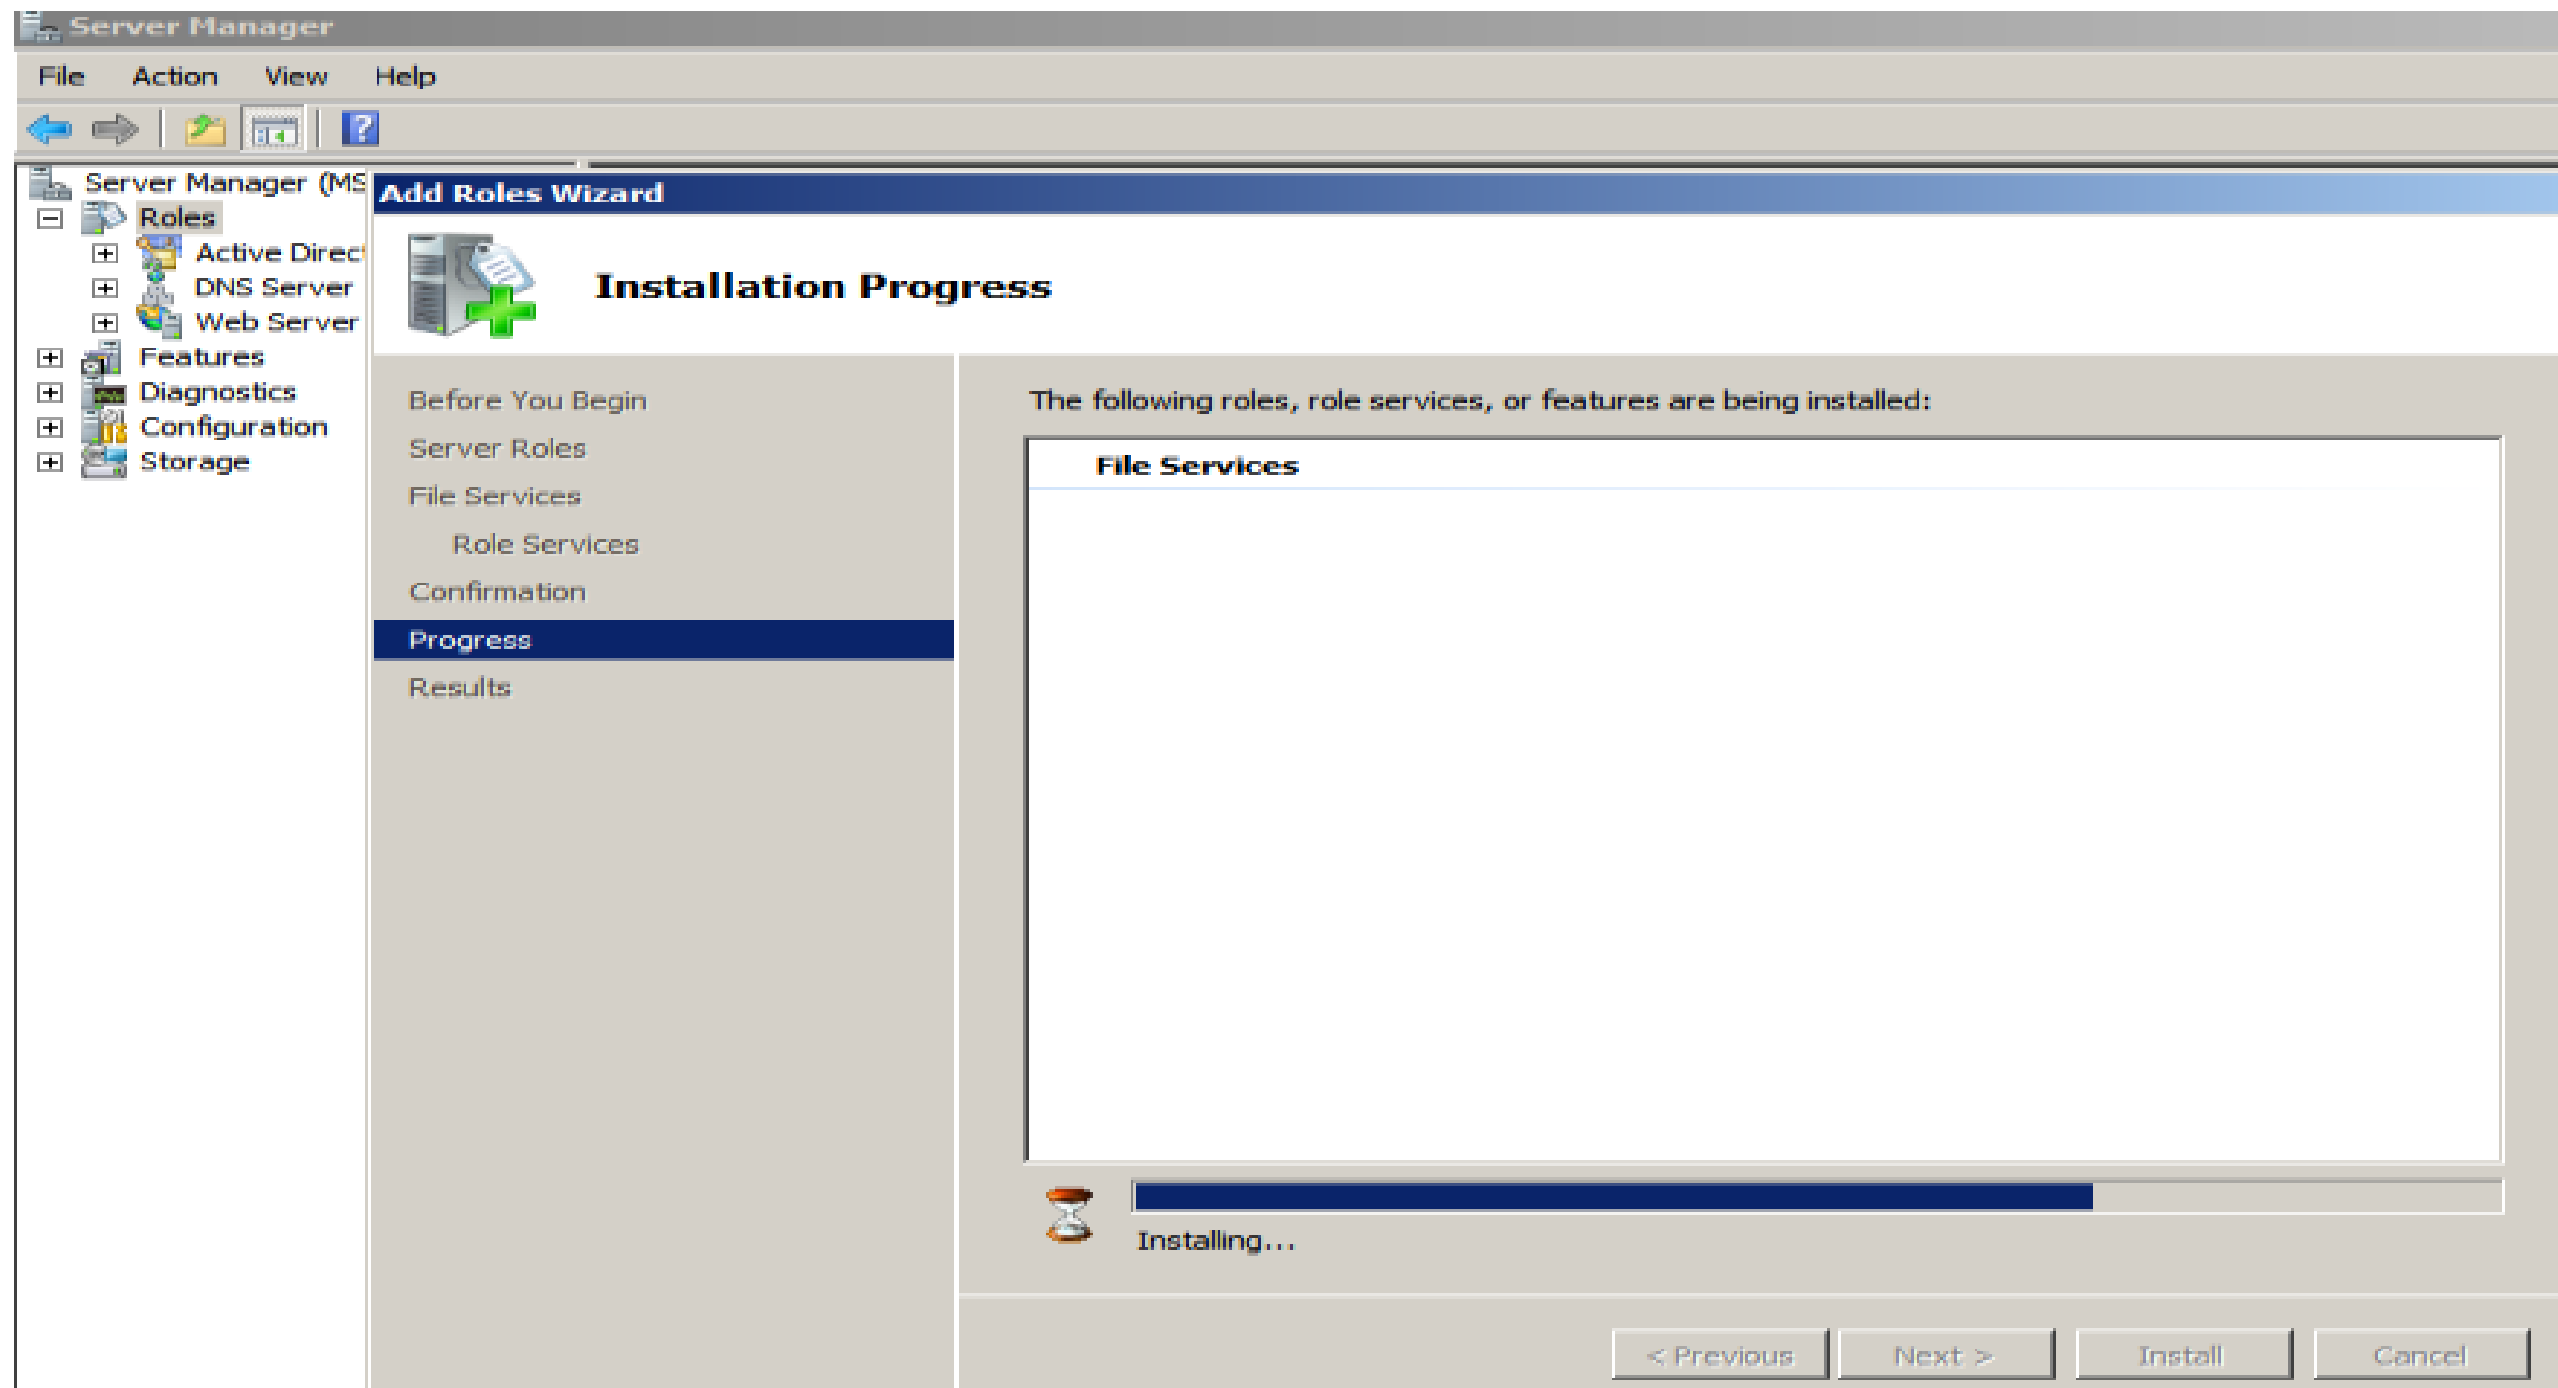 Server Manager
File Action View Help
Server Manager (MS
Roles
Active Direct
DNS Server
Web Server
Features
Diagnostics
Configuration
Storage
Add Roles Wizard
Installation Progress
Before You Begin
Server Roles
File Services
Role Services
Confirmation
Progress
Results
The following roles, role services, or features are being installed:
File Services
Installing...
< Previous Next > Install Cancel